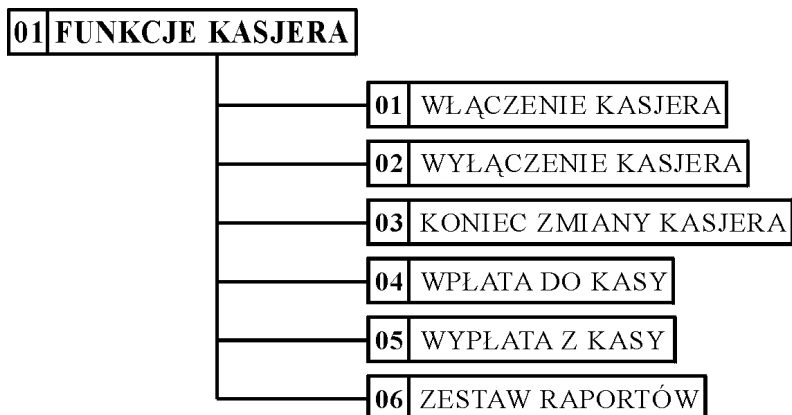 01 FUNKCJE KASJERA
01 WŁĄCZENIE KASJERA
02 WYŁĄCZENIE KASJERA
03 KONIEC ZMIANY KASJERA
04 WPŁATA DO KASY
05 WYPŁATA Z KASY
06 ZESTAW RAPORTÓW